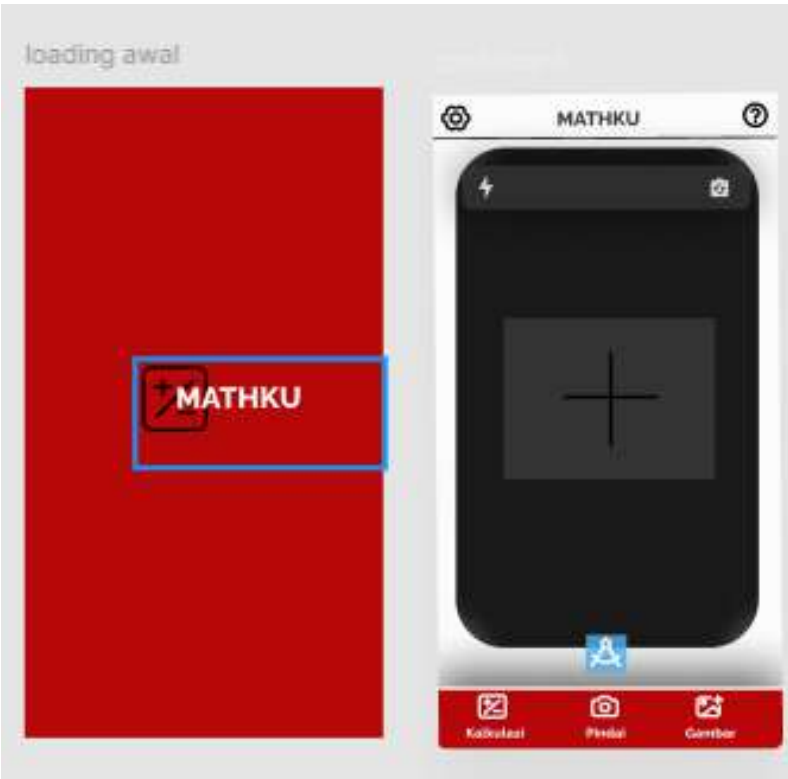 loading awal
MATHKU
MATHKU
Kalkulasi
Pindai
Gambar